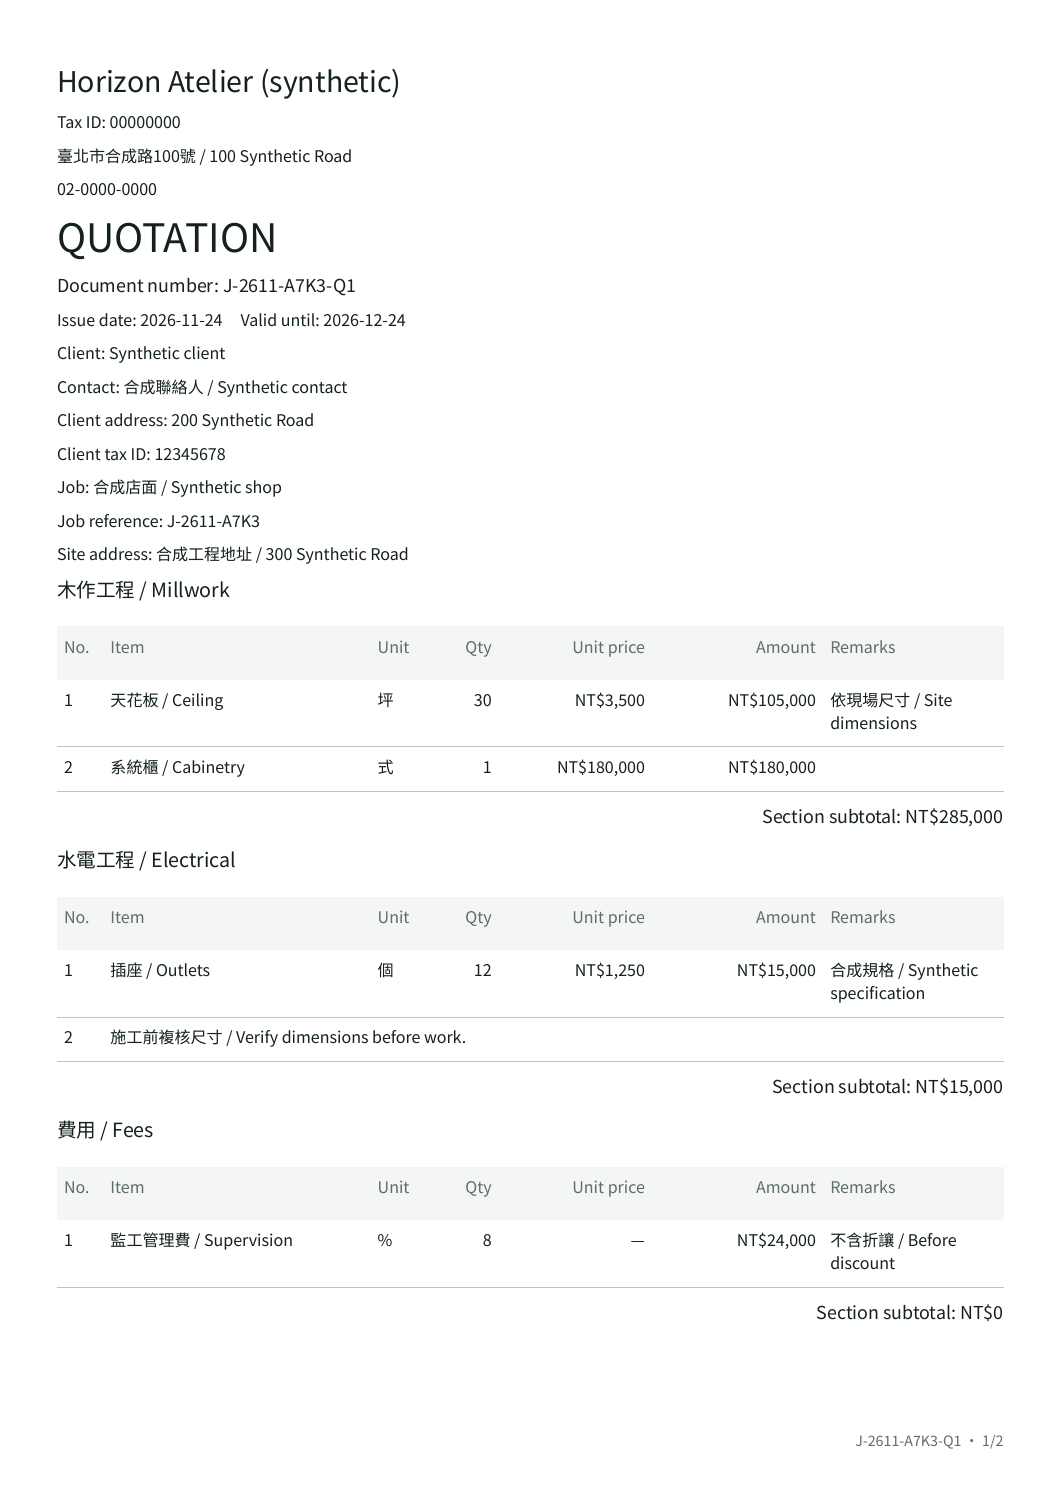 Horizon Atelier (synthetic)
Tax ID: 00000000
臺北市合成路100號 / 100 Synthetic Road
02-0000-0000
QUOTATION
Document number: J-2611-A7K3-Q1
Issue date: 2026-11-24 Valid until: 2026-12-24
Client: Synthetic client
Contact: 合成聯絡人 / Synthetic contact
Client address: 200 Synthetic Road
Client tax ID: 12345678
Job: 合成店面 / Synthetic shop
Job reference: J-2611-A7K3
Site address: 合成工程地址 / 300 Synthetic Road
木作工程 / Millwork
No. Item Unit Qty Unit price Amount Remarks
1 天花板 / Ceiling 坪 30 NT$3,500 NT$105,000 依現場尺寸 / Site
dimensions
2 系統櫃 / Cabinetry 式 1 NT$180,000 NT$180,000
Section subtotal: NT$285,000
水電工程 / Electrical
No. Item Unit Qty Unit price Amount Remarks
1 插座 / Outlets 個 12 NT$1,250 NT$15,000 合成規格 / Synthetic
specification
2 施工前複核尺寸 / Verify dimensions before work.
Section subtotal: NT$15,000
費用 / Fees
No. Item Unit Qty Unit price Amount Remarks
1 監工管理費 / Supervision % 8 — NT$24,000 不含折讓 / Before
discount
Section subtotal: NT$0
J-2611-A7K3-Q1 • 1/2